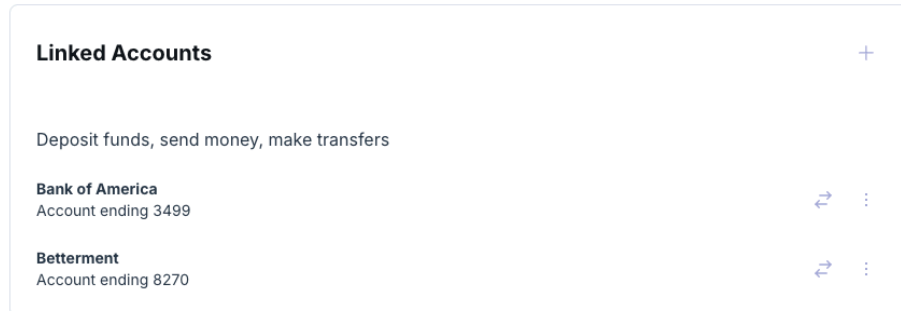 Linked Accounts
Deposit funds, send money, make transfers
Bank of America
Account ending 3499
Betterment
Account ending 8270